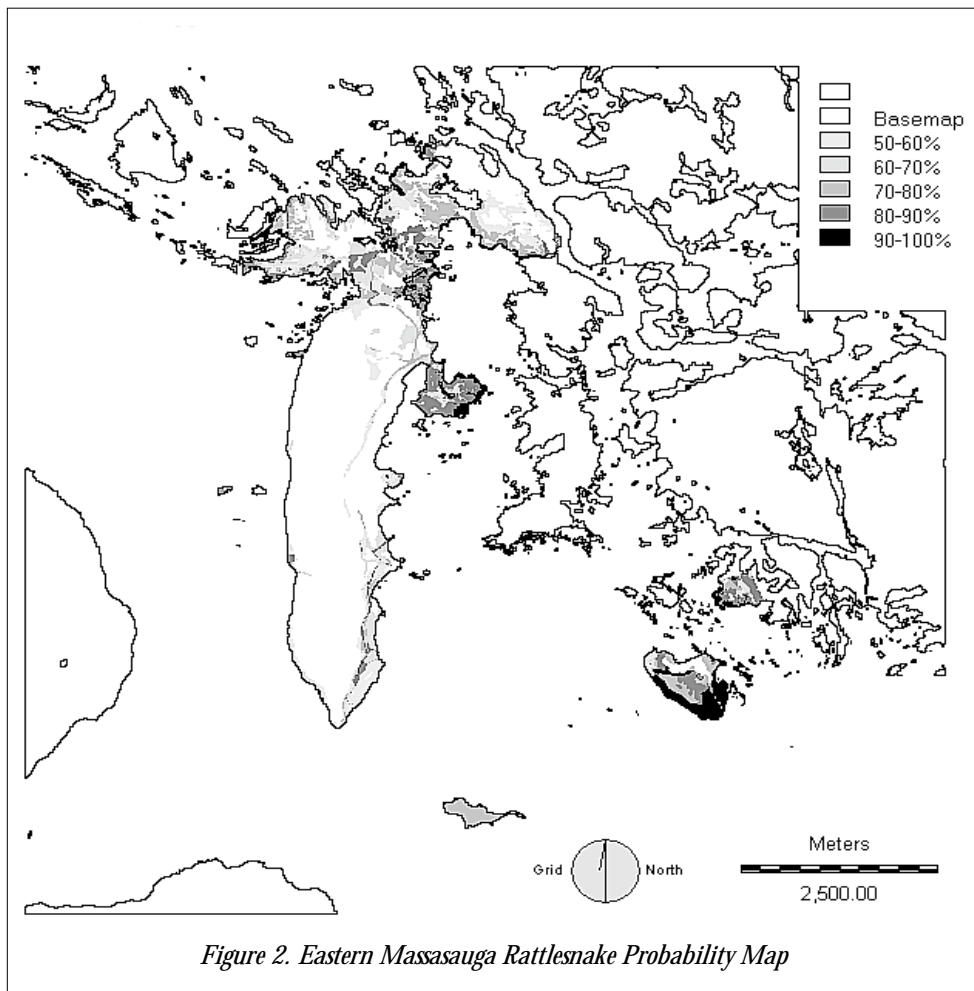 Basemap
50-60%
60-70%
70-80%
80-90%
90-100%
Meters
Grid North
2,500.00
Figure 2. Eastern Massasauga Rattlesnake Probability Map